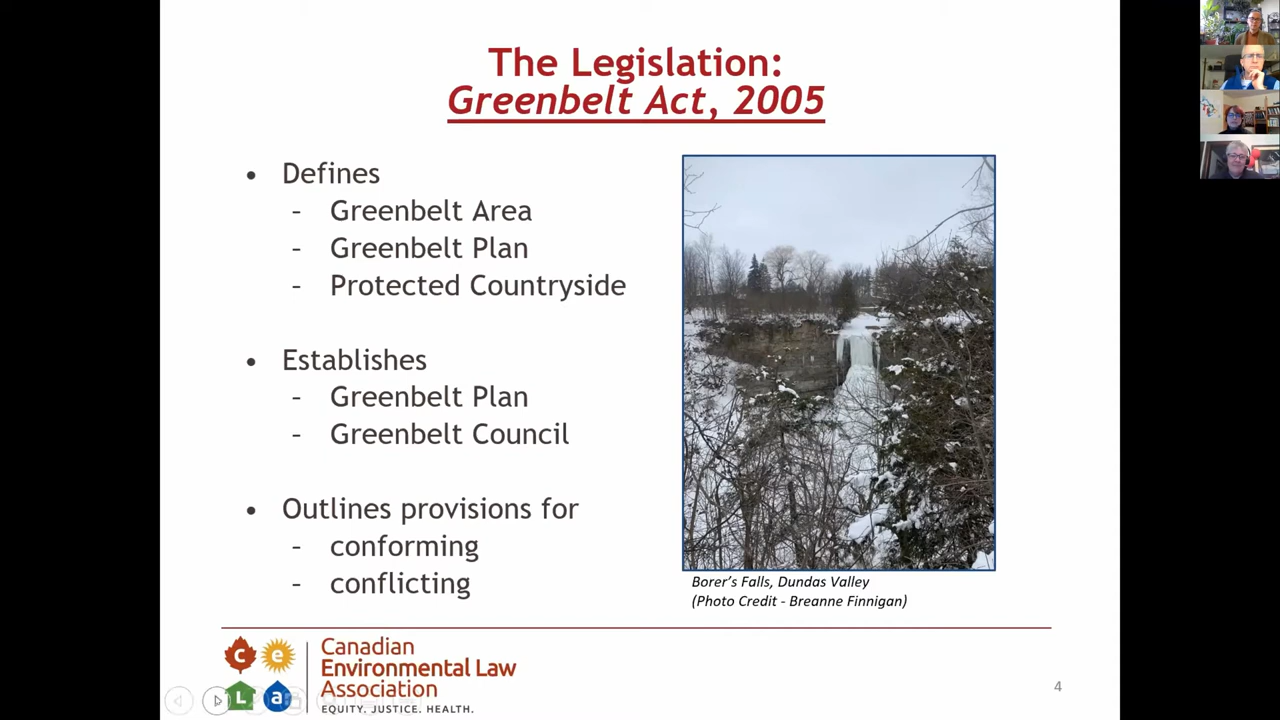 The Legislation:
Greenbelt Act, 2005
• Defines
- Greenbelt Area
- Greenbelt Plan
- Protected Countryside
• Establishes
- Greenbelt Plan
- Greenbelt Council
• Outlines provisions for
- conforming
- conflicting
Borer's Falls, Dundas Valley
(Photo Credit - Breanne Finnigan)
c e
L a
Canadian
Environmental Law
Association
EQUITY. JUSTICE. HEALTH.
4